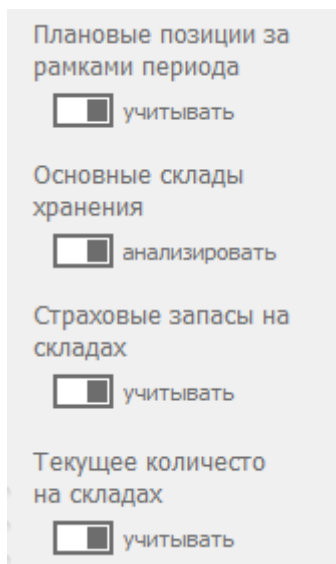 Плановые позиции за
рамками периода
учитывать
Основные склады
хранения
анализировать
Страховые запасы на
складах
учитывать
Текущее количесто
на складах
учитывать